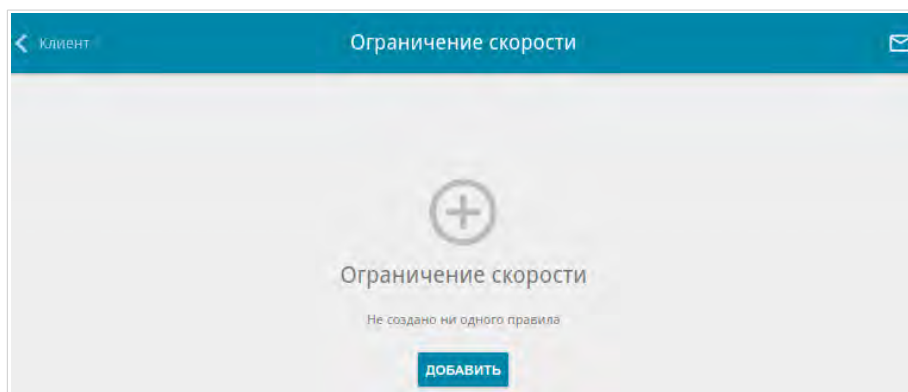 Клиент
Ограничение скорости
Ограничение скорости
Не создано ни одного правила
ДОБАВИТЬ